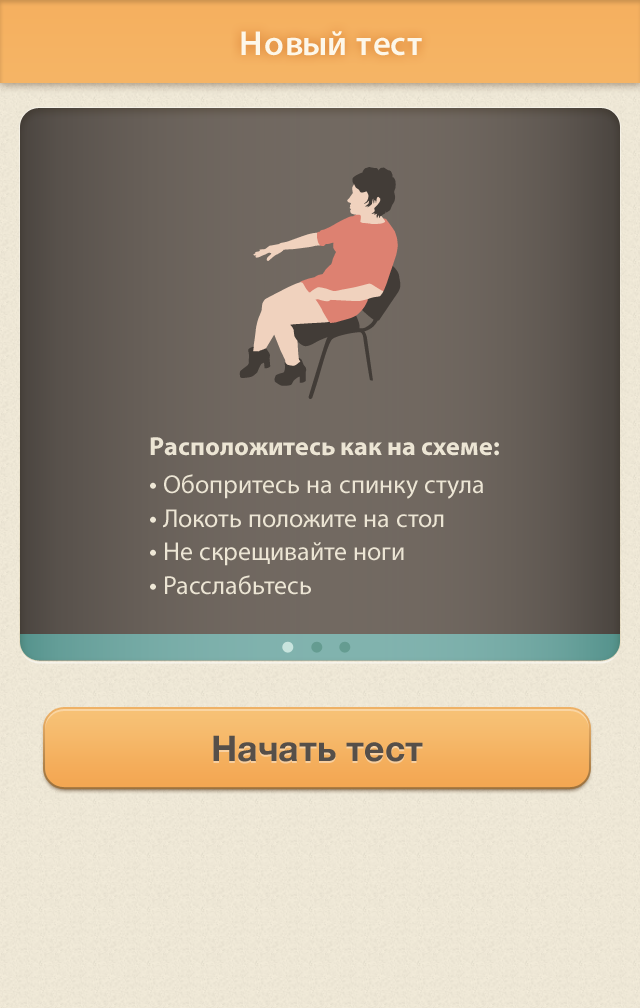 Новый тест
Расположитесь как на схеме:
• Обопритесь на спинку стула
• Локоть положите на стол
• Не скрещивайте ноги
• Расслабьтесь
Начать тест